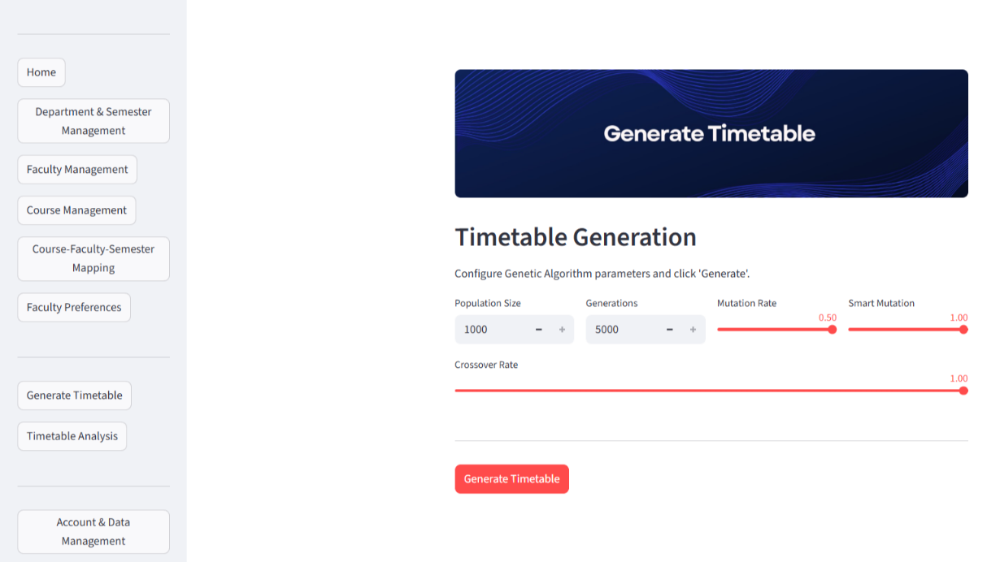 Home
Department & Semester
Management
Faculty Management
Course Management
Course-Faculty-Semester
Mapping
Faculty Preferences
Generate Timetable
Timetable Analysis
Account & Data
Management
Generate Timetable
Timetable Generation
Configure Genetic Algorithm parameters and click 'Generate'.
Population Size
1000
Generations
5000
Mutation Rate
0.50
Smart Mutation
1.00
Crossover Rate
1.00
Generate Timetable